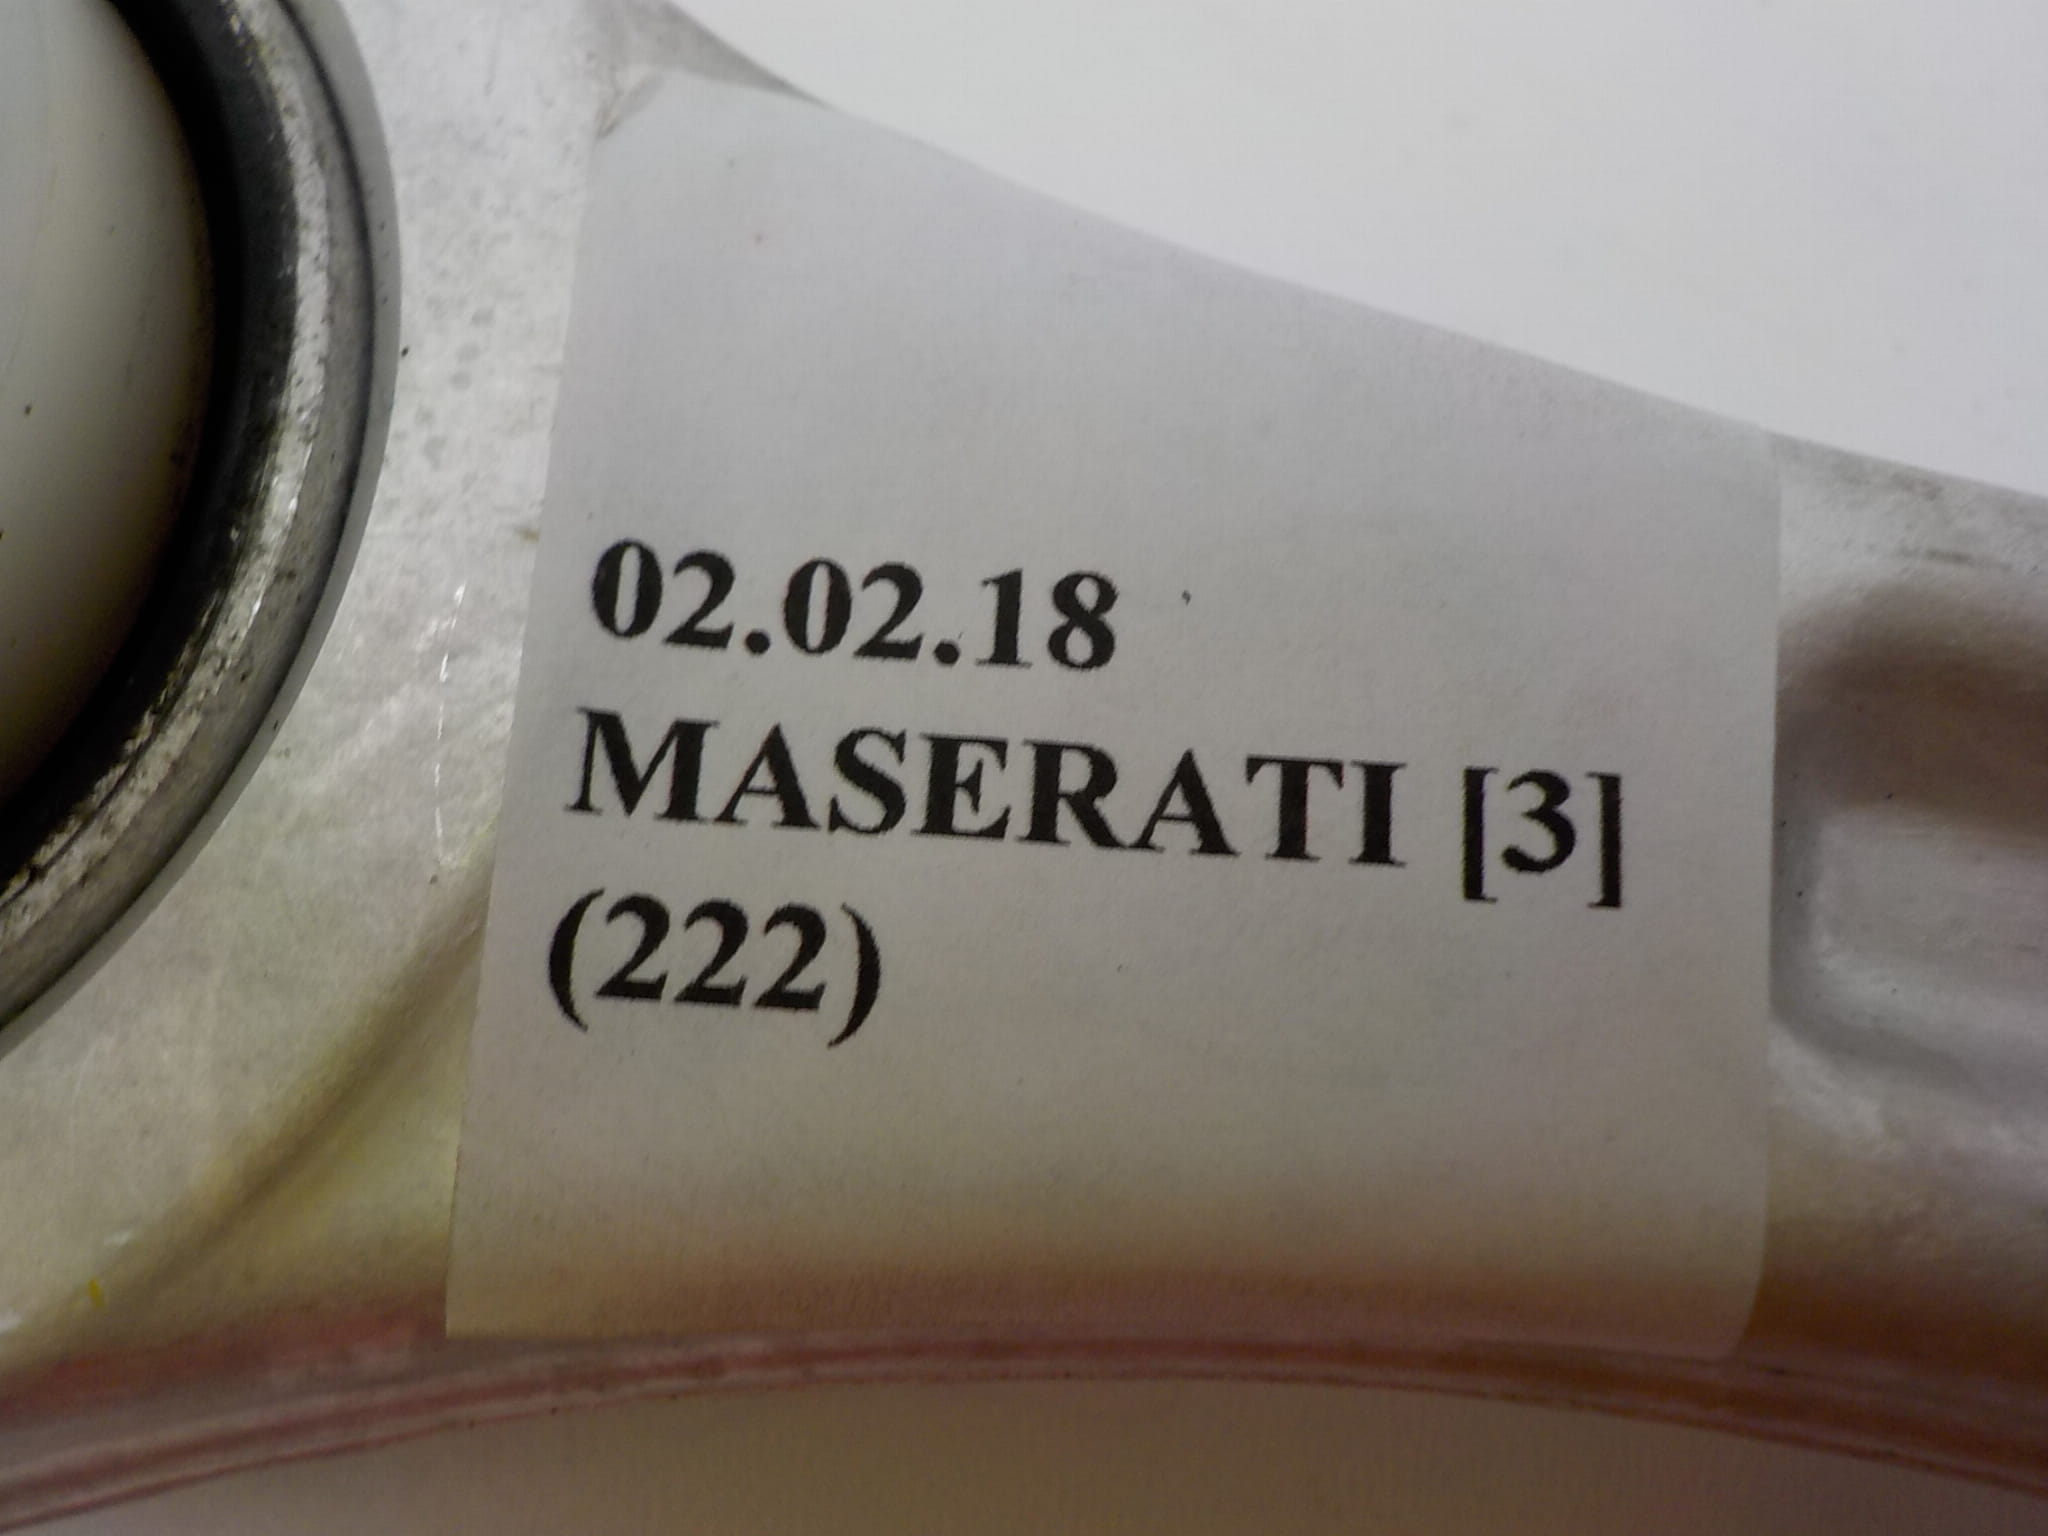 02.02.18
MASERATI [3]
(222)